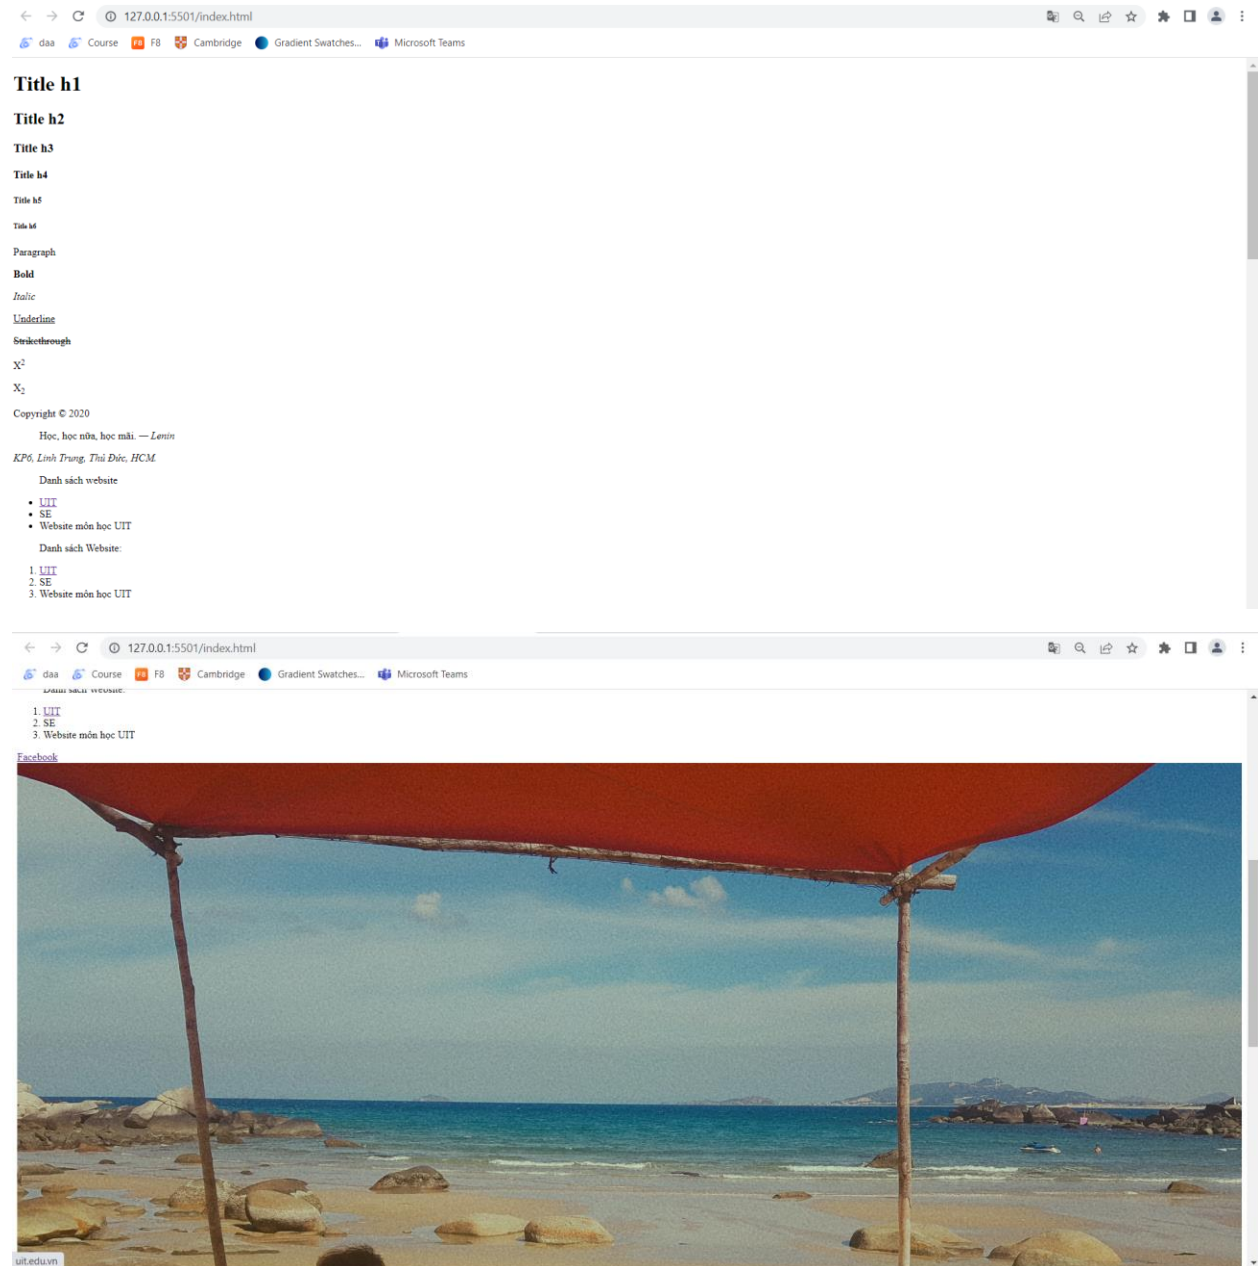 127.0.0.1:5501/index.html
daa Course F8 F8 Cambridge Gradient Swatches... Microsoft Teams
Title h1
Title h2
Title h3
Title h4
Title h5
Title h6
Paragraph
Bold
Italic
Underline
Strikethrough
X2
X2
Copyright © 2020
Học, học nữa, học mãi. — Lenin
KP6, Linh Trung, Thủ Đức, HCM.
Danh sách website
• UIT
• SE
• Website môn học UIT
Danh sách Website:
1. UIT
2. SE
3. Website môn học UIT
127.0.0.1:5501/index.html
daa Course F8 F8 Cambridge Gradient Swatches... Microsoft Teams
Danh sách Website:
1. UIT
2. SE
3. Website môn học UIT
Facebook
uit.edu.vn